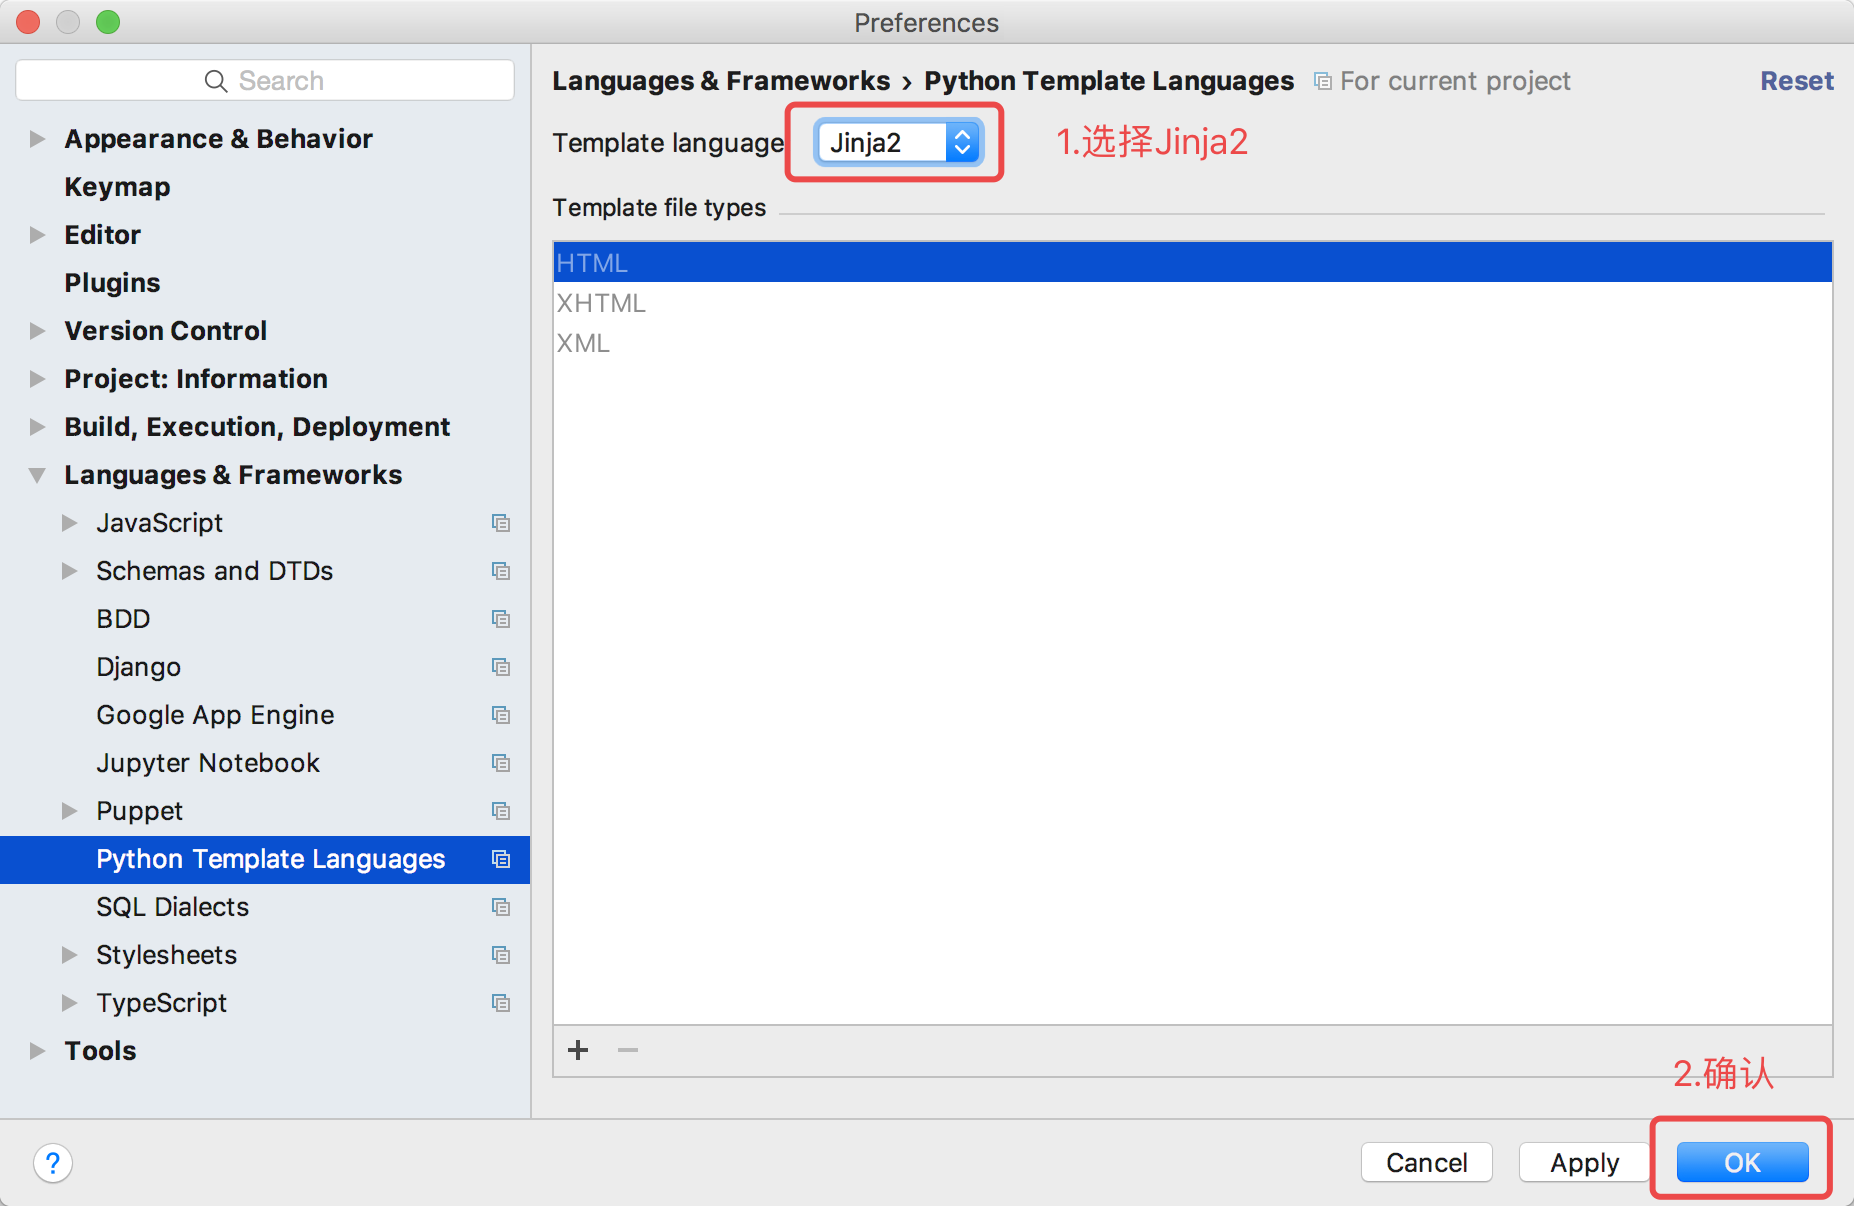 Preferences
Search
Appearance & Behavior
Keymap
Editor
Plugins
Version Control
Project: Information
Build, Execution, Deployment
Languages & Frameworks
JavaScript
Schemas and DTDs
BDD
Django
Google App Engine
Jupyter Notebook
Puppet
Python Template Languages
SQL Dialects
Stylesheets
TypeScript
Tools
Languages & Frameworks › Python Template Languages For current project Reset
Template language Jinja2 1.选择Jinja2
Template file types
HTML
XHTML
XML
2.确认
? Cancel Apply OK